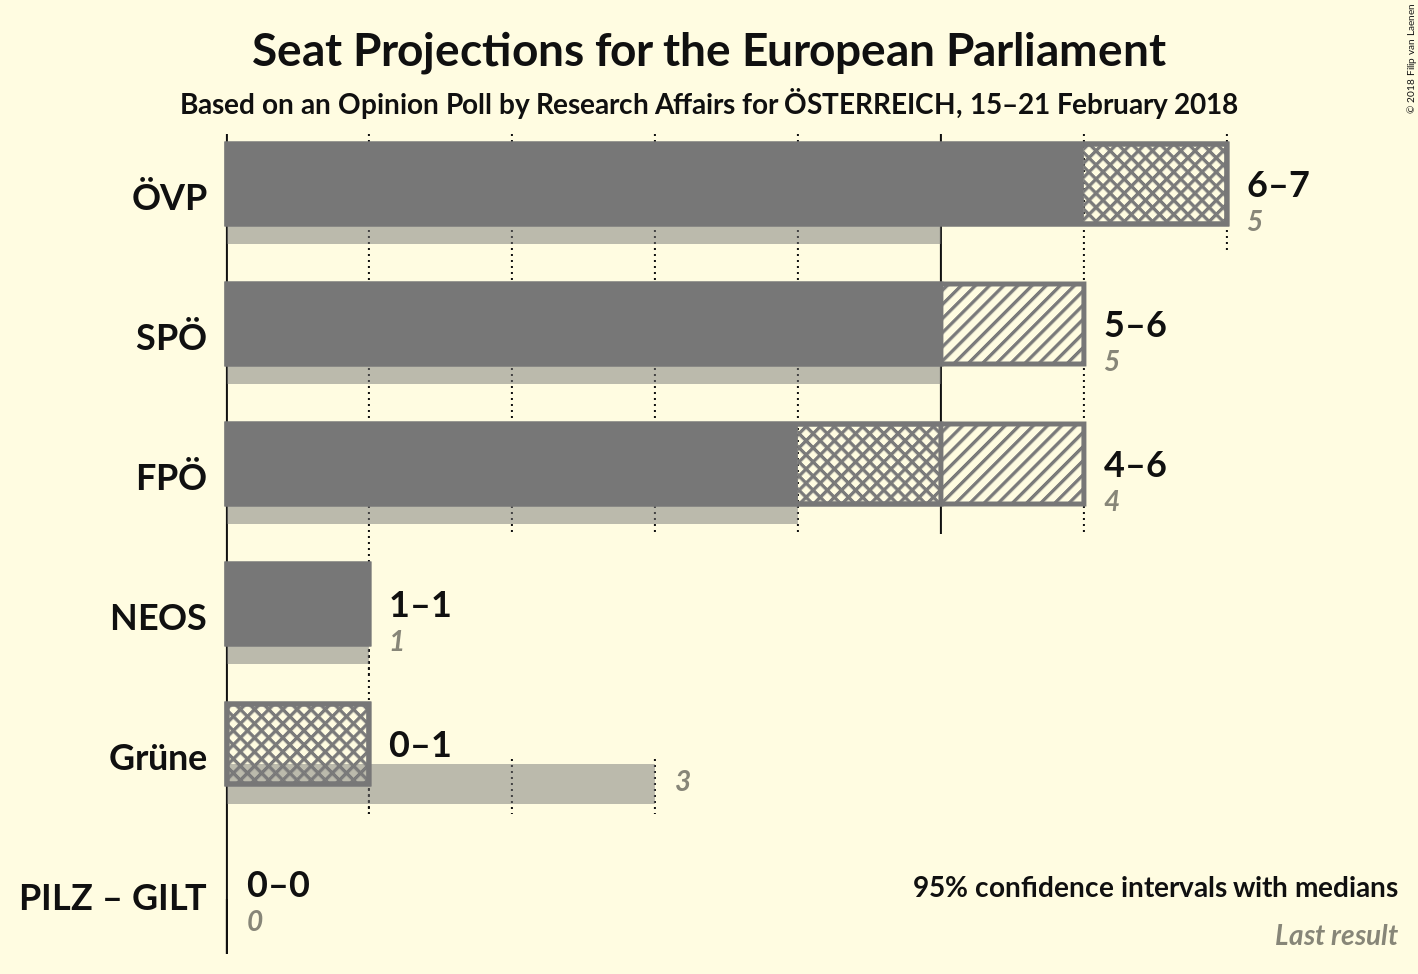 Seat Projections for the European Parliament
Based on an Opinion Poll by Research Affairs for ÖSTERREICH, 15–21 February 2018
© 2018 Filip van Laenen
ÖVP
6–7
5
SPÖ
5–6
5
FPÖ
4–6
4
NEOS
1–1
1
Grüne
0–1
3
PILZ – GILT
0–0
0
95% confidence intervals with medians
Last result